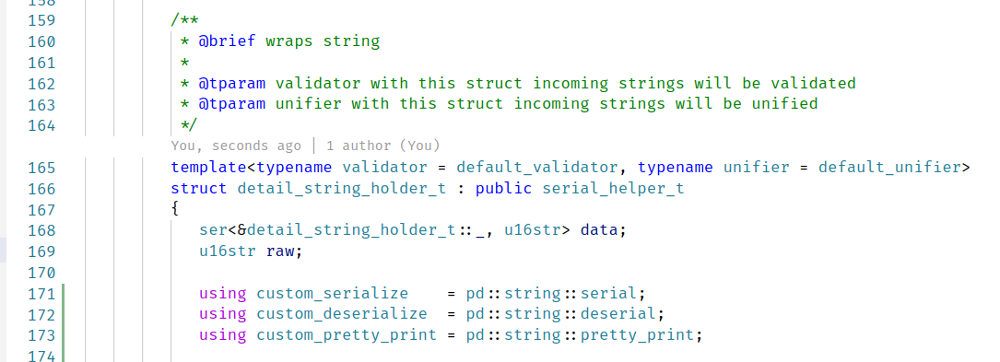 158
159 /**
160 * @brief wraps string
161 *
162 * @tparam validator with this struct incoming strings will be validated
163 * @tparam unifier with this struct incoming strings will be unified
164 */
You, seconds ago | 1 author (You)
165 template<typename validator = default_validator, typename unifier = default_unifier>
166 struct detail_string_holder_t : public serial_helper_t
167 {
168 ser<&detail_string_holder_t::_, u16str> data;
169 u16str raw;
170
171 using custom_serialize = pd::string::serial;
172 using custom_deserialize = pd::string::deserial;
173 using custom_pretty_print = pd::string::pretty_print;
174